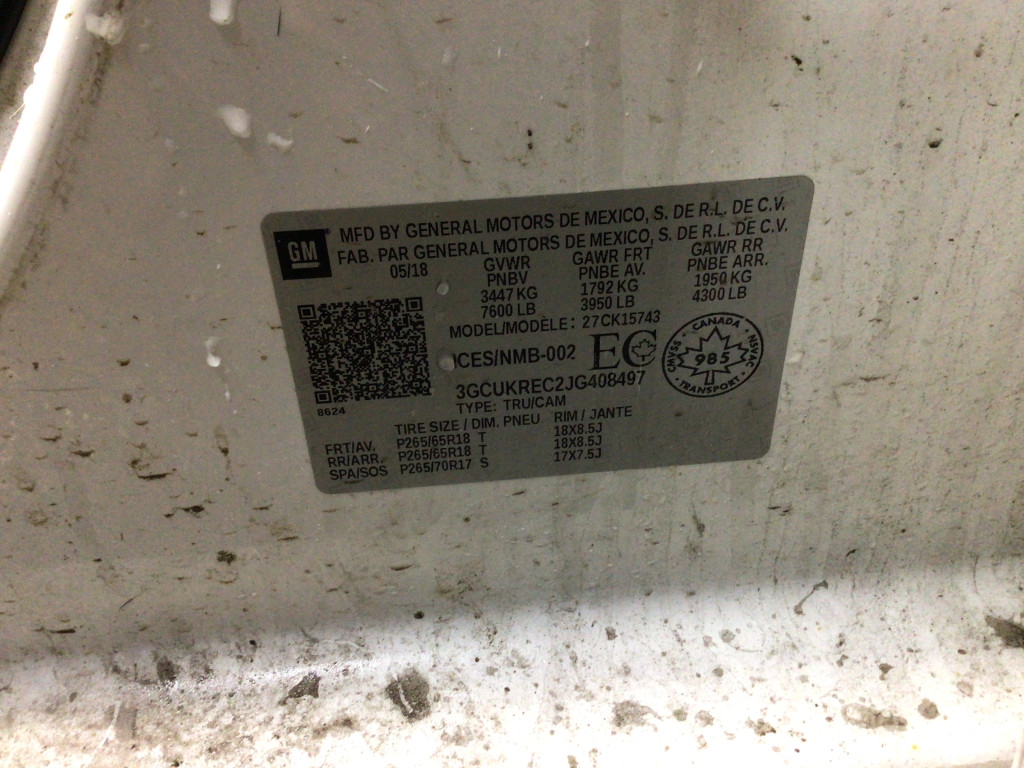 GM
MFD BY GENERAL MOTORS DE MEXICO, S. DE R.L. DE C.V.
FAB. PAR GENERAL MOTORS DE MEXICO, S. DE R.L. DE C.V.
05/18 GVWR GAWR FRT GAWR RR
PNBV PNBE AV. PNBE ARR.
3447 KG 1792 KG 1950 KG
7600 LB 3950 LB 4300 LB
MODEL/MODÈLE: 27CK15743
ICES/NMB-002 EC
CANADA
CMVSS 985 NSVAC
TRANSPORT
3GCUKREC2JG408497
8624
TYPE: TRU/CAM
TIRE SIZE / DIM. PNEU RIM / JANTE
FRT/AV. P265/65R18 T 18X8.5J
RR/ARR. P265/65R18 T 18X8.5J
SPA/SOS P265/70R17 S 17X7.5J